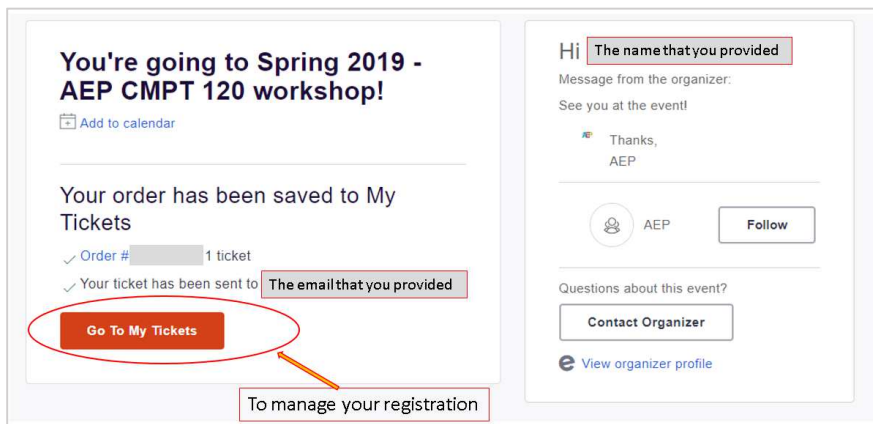 You're going to Spring 2019 -
AEP CMPT 120 workshop!
Add to calendar
Your order has been saved to My
Tickets
Order # 1 ticket
Your ticket has been sent to The email that you provided
Go To My Tickets
To manage your registration
Hi The name that you provided
Message from the organizer:
See you at the event!
AEP
Thanks,
AEP
AEP
Follow
Questions about this event?
Contact Organizer
e View organizer profile